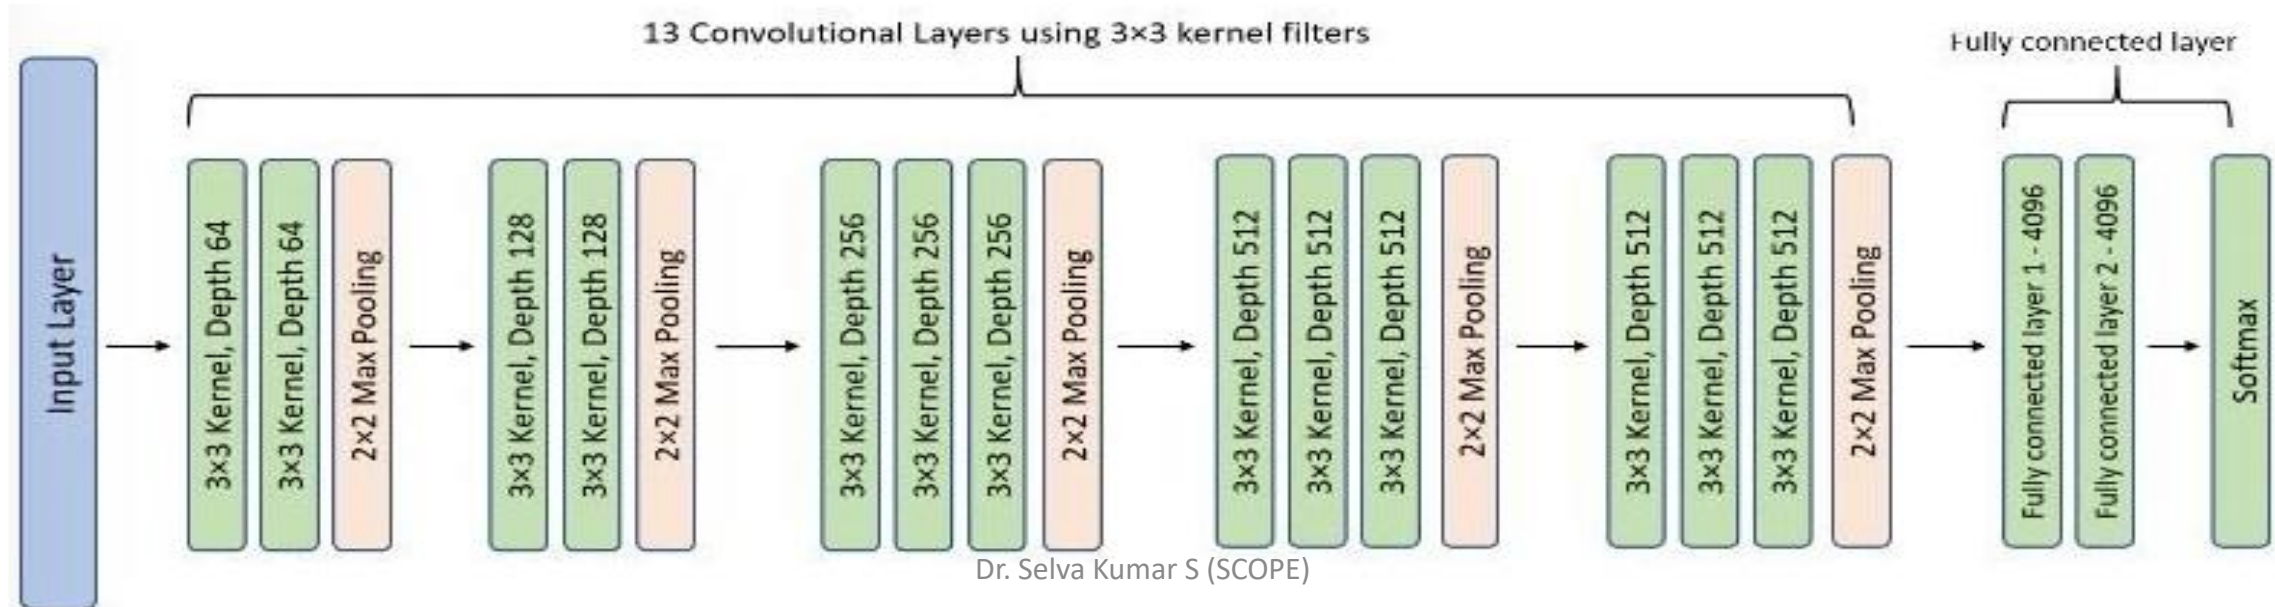 13 Convolutional Layers using 3×3 kernel filters
Fully connected layer
Input Layer
3×3 Kernel, Depth 64
3×3 Kernel, Depth 64
2×2 Max Pooling
3×3 Kernel, Depth 128
3×3 Kernel, Depth 128
2×2 Max Pooling
3×3 Kernel, Depth 256
3×3 Kernel, Depth 256
3×3 Kernel, Depth 256
2×2 Max Pooling
3×3 Kernel, Depth 512
3×3 Kernel, Depth 512
3×3 Kernel, Depth 512
2×2 Max Pooling
3×3 Kernel, Depth 512
3×3 Kernel, Depth 512
3×3 Kernel, Depth 512
2×2 Max Pooling
Fully connected layer 1 - 4096
Fully connected layer 2 - 4096
Softmax
Dr. Selva Kumar S (SCOPE)